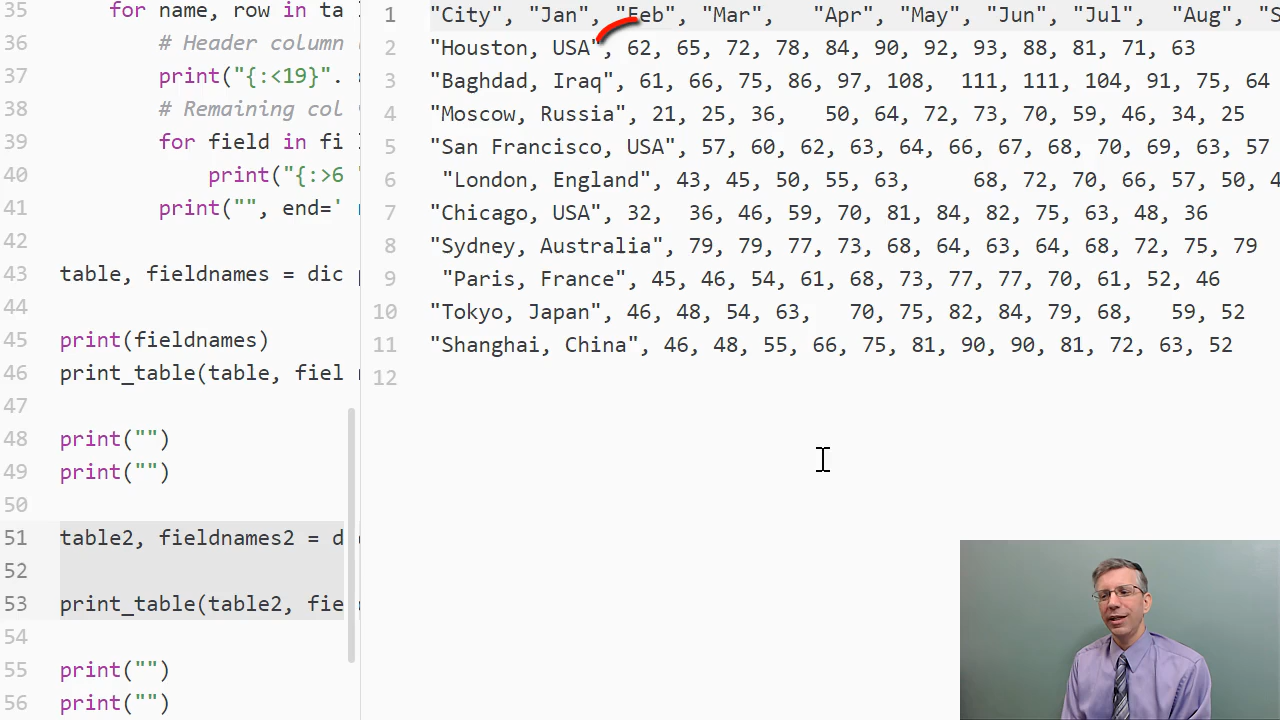 35 for name, row in ta
36 # Header column
37 print("{:<19}".
38 # Remaining col
39 for field in fi
40 print("{:>6
41 print("", end='
42
43 table, fieldnames = dic
44
45 print(fieldnames)
46 print_table(table, fiel
47
48 print("")
49 print("")
50
51 table2, fieldnames2 = d
52
53 print_table(table2, fie
54
55 print("")
56 print("")
1 "City", "Jan", "Feb", "Mar", "Apr", "May", "Jun" "Jul", "Aug", "S
2 "Houston, USA", 62, 65, 72, 78, 84, 90, 92, 93, 88, 81, 71, 63
3 "Baghdad, Iraq", 61, 66, 75, 86, 97, 108, 111, 111, 104, 91, 75, 64
4 "Moscow, Russia", 21, 25, 36, 50, 64, 72, 73, 70, 59, 46, 34, 25
5 "San Francisco, USA", 57, 60, 62, 63, 64, 66, 67, 68, 70, 69, 63, 57
6 "London, England", 43, 45, 50, 55, 63, 68, 72, 70, 66, 57, 50, 4
7 "Chicago, USA", 32, 36, 46, 59, 70, 81, 84, 82, 75, 63, 48, 36
8 "Sydney, Australia", 79, 79, 77, 73, 68, 64, 63, 64, 68, 72, 75, 79
9 "Paris, France", 45, 46, 54, 61, 68, 73, 77, 77, 70, 61, 52, 46
10 "Tokyo, Japan", 46, 48, 54, 63, 70, 75, 82, 84, 79, 68, 59, 52
11 "Shanghai, China", 46, 48, 55, 66, 75, 81, 90, 90, 81, 72, 63, 52
12